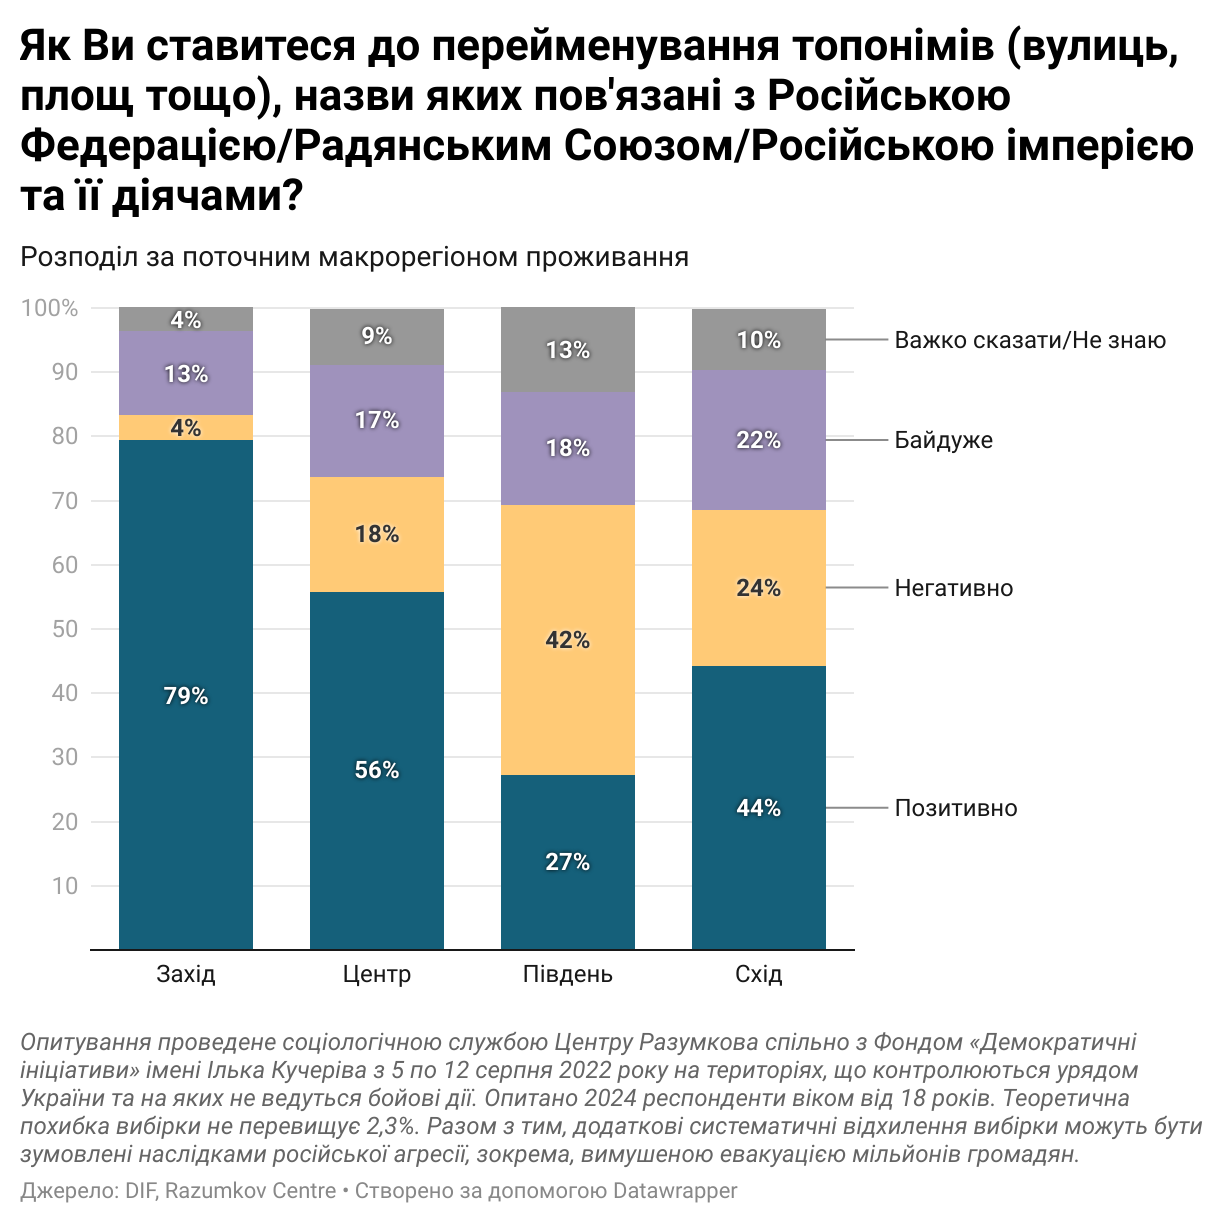 Як Ви ставитеся до перейменування топонімів (вулиць,
площ тощо), назви яких пов'язані з Російською
Федерацією/Радянським Союзом/Російською імперією
та її діячами?
Розподіл за поточним макрорегіоном проживання
100%
90
80
70
60
50
40
30
20
10
4%
13%
4%
79%
9%
17%
18%
56%
13%
18%
42%
27%
10%
22%
24%
44%
Важко сказати/Не знаю
Байдуже
Негативно
Позитивно
Захід
Центр
Південь
Схід
Опитування проведене соціологічною службою Центру Разумкова спільно з Фондом «Демократичні
ініціативи» імені Ілька Кучеріва з 5 по 12 серпня 2022 року на територіях, що контролюються урядом
України та на яких не ведуться бойові дії. Опитано 2024 респонденти віком від 18 років. Теоретична
похибка вибірки не перевищує 2,3%. Разом з тим, додаткові систематичні відхилення вибірки можуть бути
зумовлені наслідками російської агресії, зокрема, вимушеною евакуацією мільйонів громадян.
Джерело: DIF, Razumkov Centre • Створено за допомогою Datawrapper